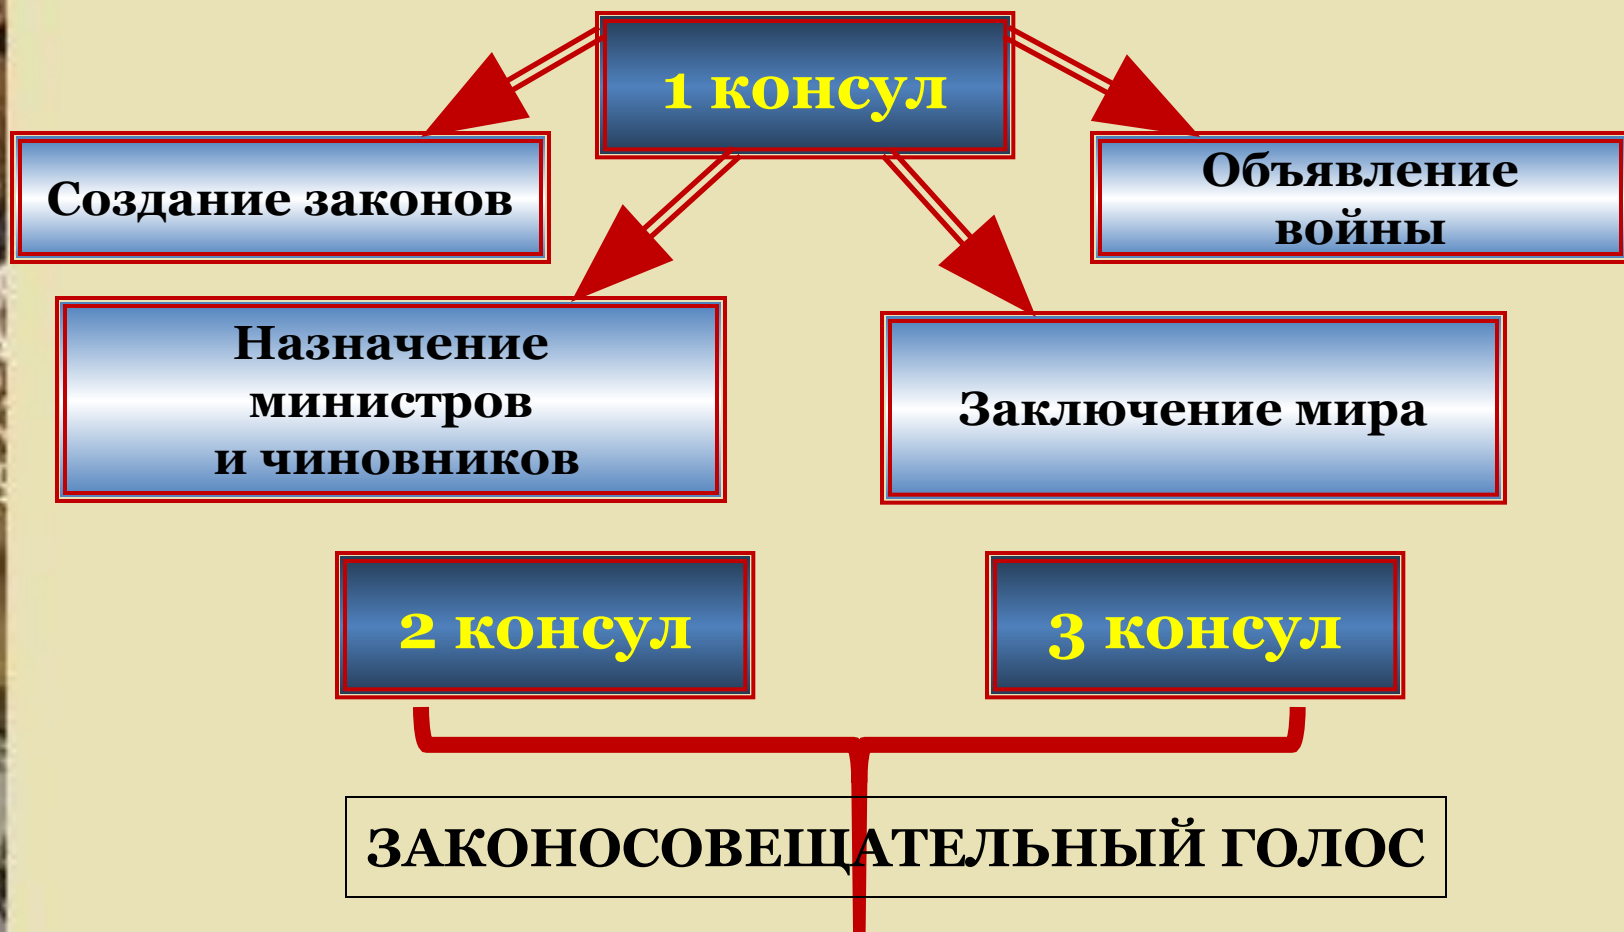 1 консул
Создание законов
Объявление
войны
Назначение
министров
и чиновников
Заключение мира
2 консул
3 консул
ЗАКОНОСОВЕЩАТЕЛЬНЫЙ ГОЛОС